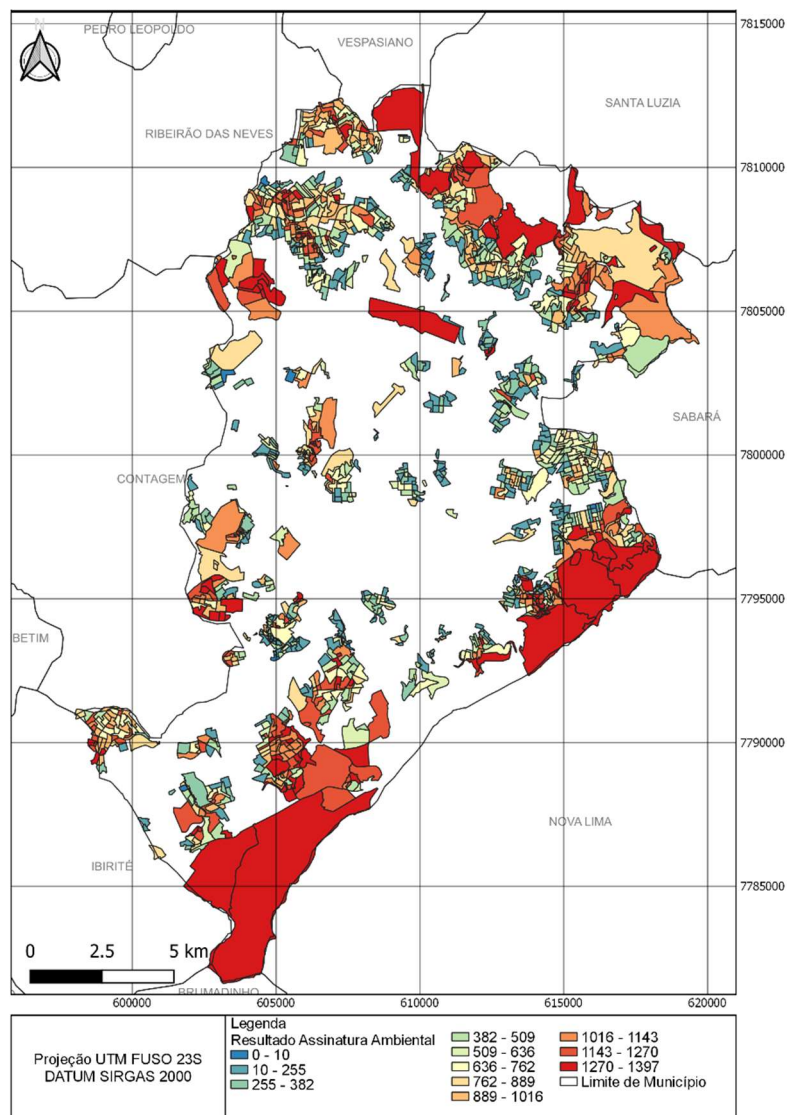 N
PEDRO LEOPOLDO
VESPASIANO
SANTA LUZIA
RIBEIRÃO DAS NEVES
SABARÁ
CONTAGEM
BETIM
NOVA LIMA
IBIRITÉ
BRUMADINHO
7815000
7810000
7805000
7800000
7795000
7790000
7785000
0 2.5 5 km
600000 605000 610000 615000 620000
Projeção UTM FUSO 23S
DATUM SIRGAS 2000
Legenda
Resultado Assinatura Ambiental
0 - 10
10 - 255
255 - 382
382 - 509
509 - 636
636 - 762
762 - 889
889 - 1016
1016 - 1143
1143 - 1270
1270 - 1397
Limite de Município